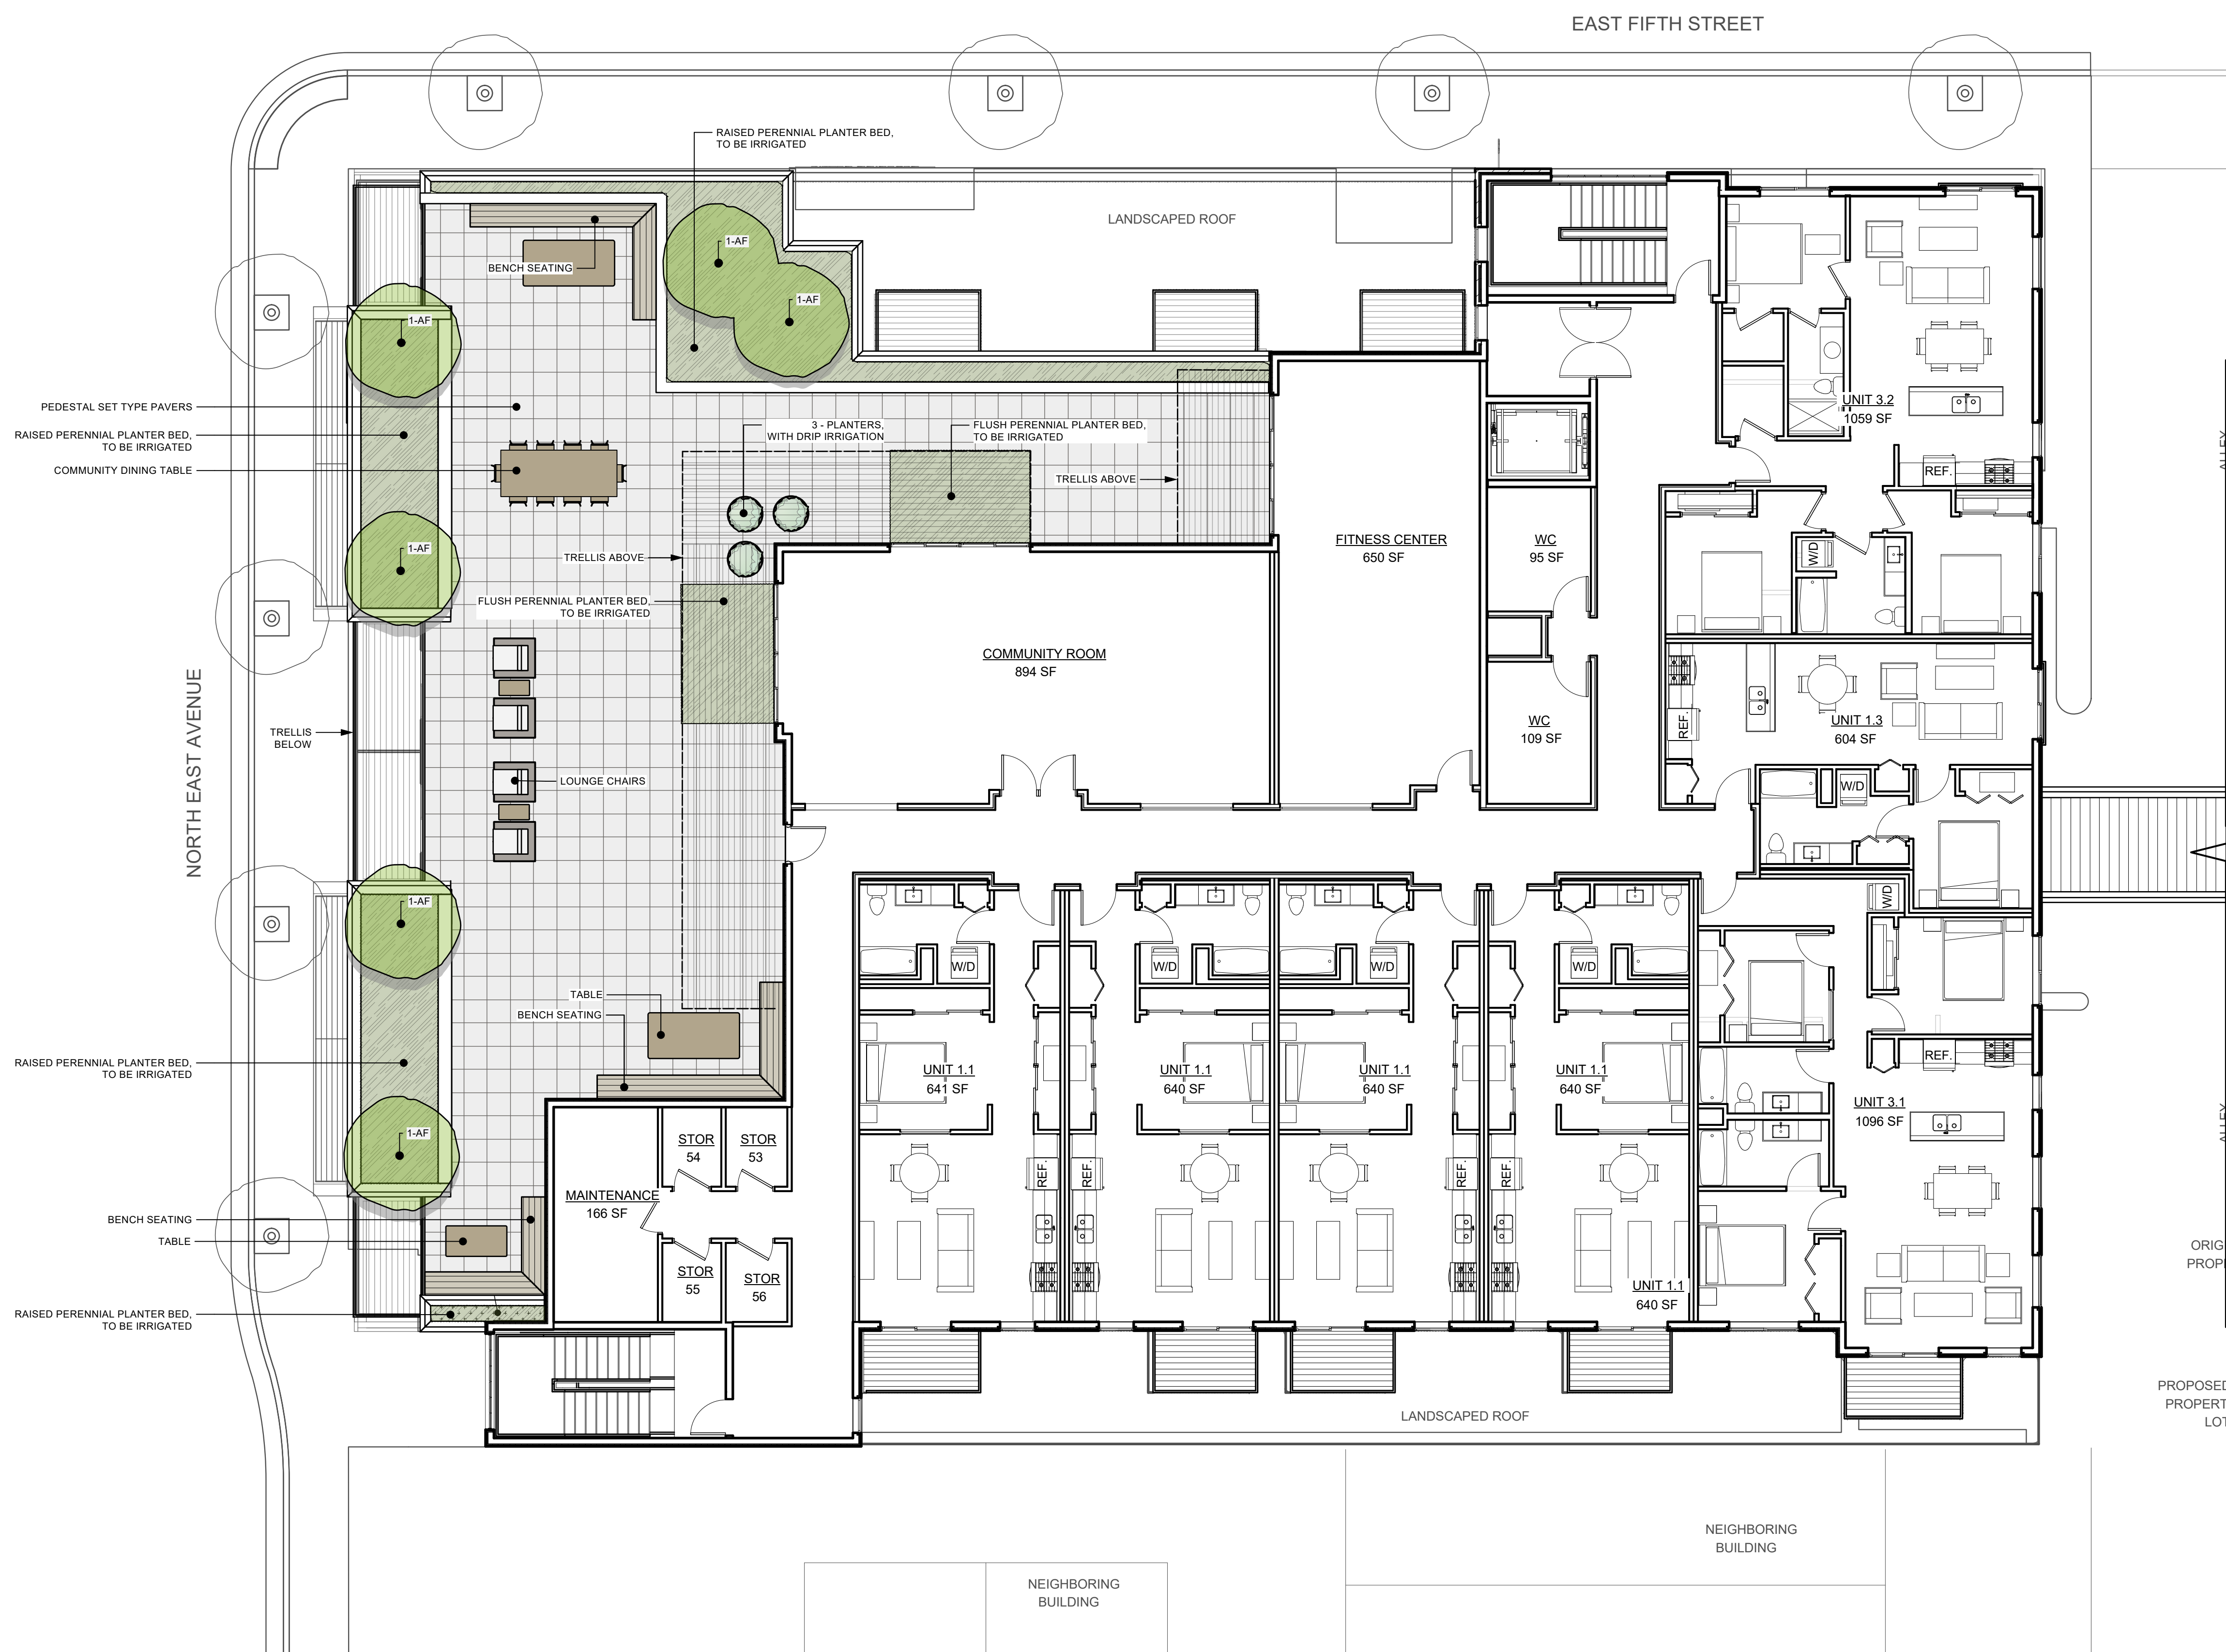 EAST FIFTH STREET
RAISED PERENNIAL PLANTER BED,
TO BE IRRIGATED
LANDSCAPED ROOF
1-AF
BENCH SEATING
1-AF
1-AF
PEDESTAL SET TYPE PAVERS
RAISED PERENNIAL PLANTER BED,
TO BE IRRIGATED
COMMUNITY DINING TABLE
3 - PLANTERS,
WITH DRIP IRRIGATION
FLUSH PERENNIAL PLANTER BED,
TO BE IRRIGATED
TRELLIS ABOVE
UNIT 3.2
1059 SF
REF.
ALLEY
1-AF
TRELLIS ABOVE
FLUSH PERENNIAL PLANTER BED,
TO BE IRRIGATED
FITNESS CENTER
650 SF
WC
95 SF
W/D
COMMUNITY ROOM
894 SF
NORTH EAST AVENUE
TRELLIS
BELOW
LOUNGE CHAIRS
WC
109 SF
REF.
UNIT 1.3
604 SF
W/D
1-AF
W/D
W/D
W/D
W/D
W/D
TABLE
BENCH SEATING
RAISED PERENNIAL PLANTER BED,
TO BE IRRIGATED
UNIT 1.1
641 SF
UNIT 1.1
640 SF
UNIT 1.1
640 SF
UNIT 1.1
640 SF
REF.
UNIT 3.1
1096 SF
1-AF
STOR
54
STOR
53
MAINTENANCE
166 SF
REF.
REF.
REF.
REF.
ALLEY
BENCH SEATING
TABLE
STOR
55
STOR
56
UNIT 1.1
640 SF
ORIG
PROP
RAISED PERENNIAL PLANTER BED,
TO BE IRRIGATED
LANDSCAPED ROOF
PROPOSED
PROPERT
LOT
NEIGHBORING
BUILDING
NEIGHBORING
BUILDING